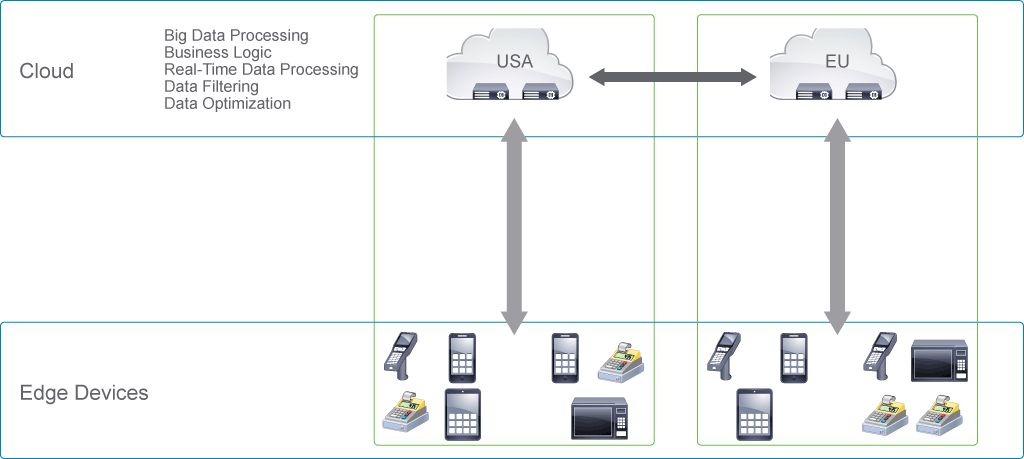 Cloud
Big Data Processing
Business Logic
Real-Time Data Processing
Data Filtering
Data Optimization
USA
EU
Edge Devices